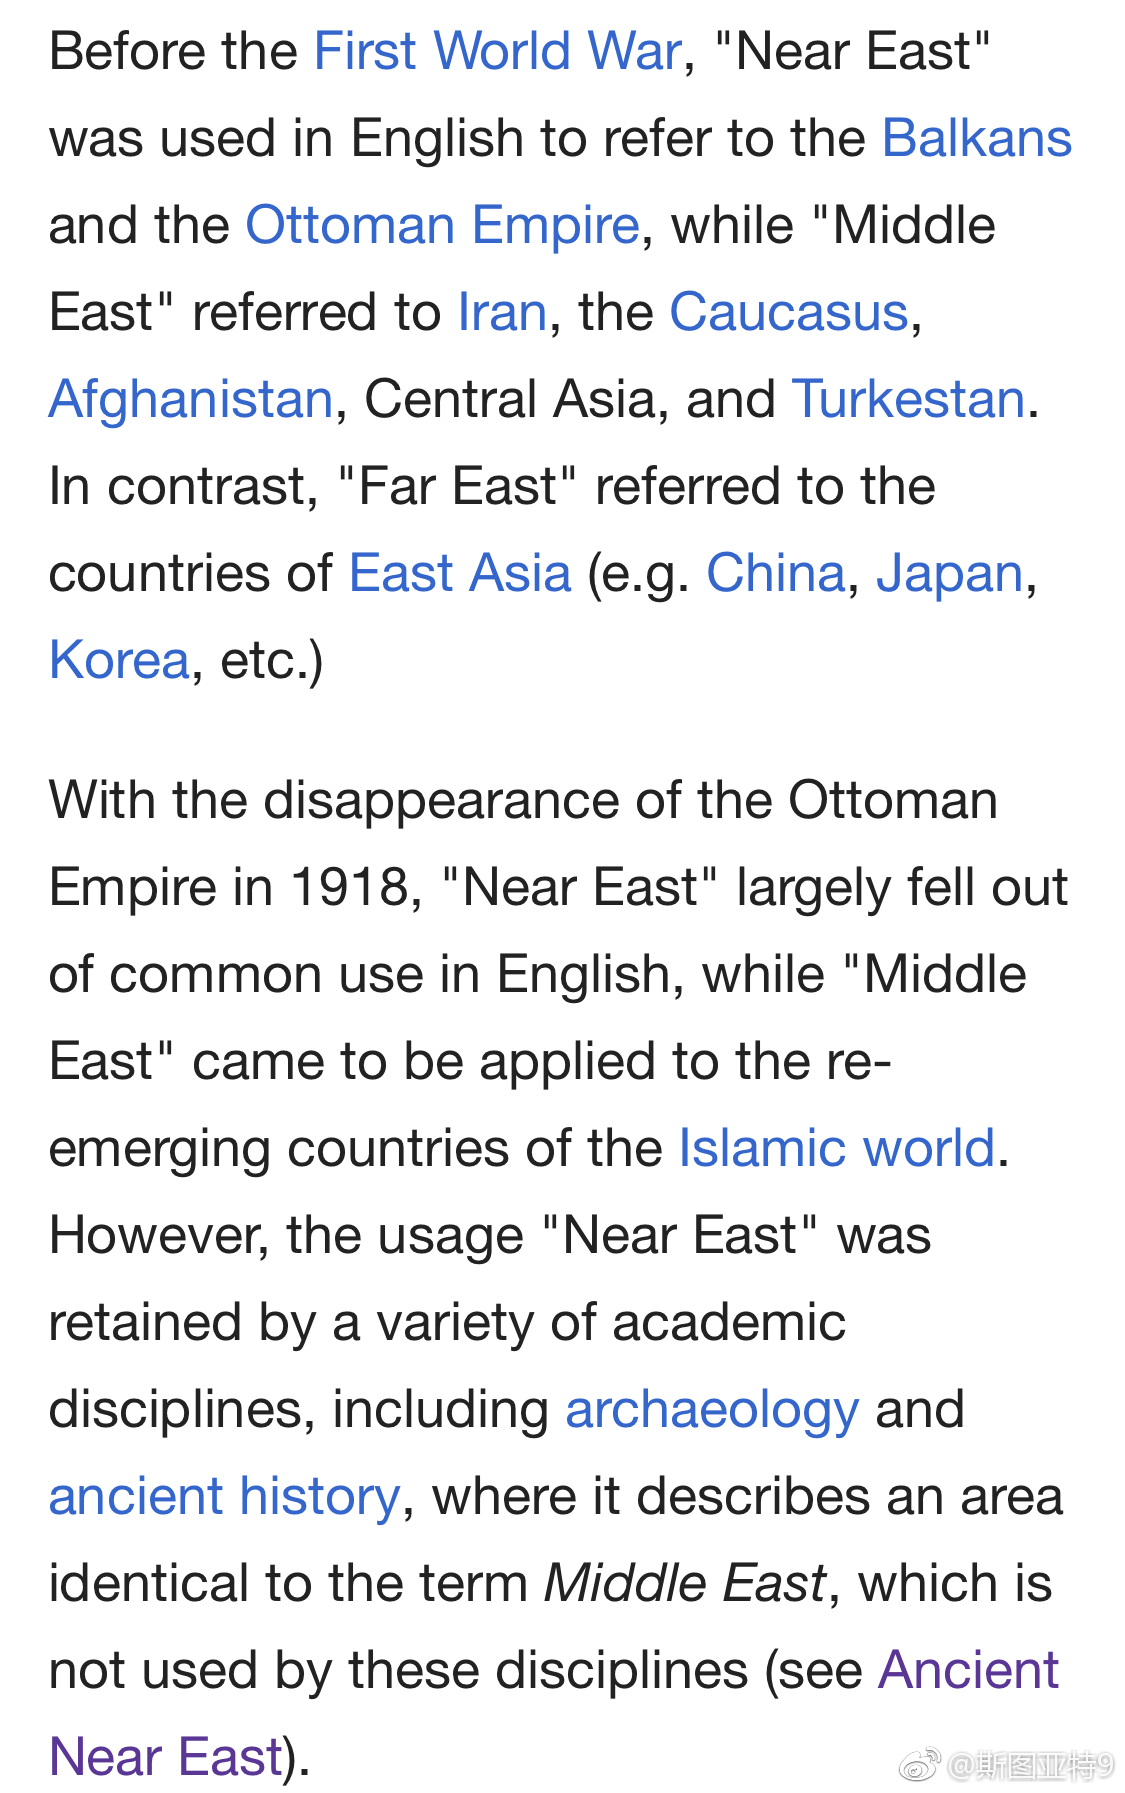 Before the First World War, "Near East"
was used in English to refer to the Balkans
and the Ottoman Empire, while "Middle
East" referred to Iran, the Caucasus,
Afghanistan, Central Asia, and Turkestan.
In contrast, "Far East" referred to the
countries of East Asia (e.g. China, Japan,
Korea, etc.)
With the disappearance of the Ottoman
Empire in 1918, "Near East" largely fell out
of common use in English, while "Middle
East" came to be applied to the re-
emerging countries of the Islamic world.
However, the usage "Near East" was
retained by a variety of academic
disciplines, including archaeology and
ancient history, where it describes an area
identical to the term Middle East, which is
not used by these disciplines (see Ancient
Near East).
@斯图亚特9